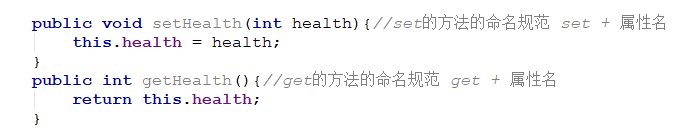 public void setHealth(int health){//set的方法的命名规范 set + 属性名
this.health = health;
}
public int getHealth(){//get的方法的命名规范 get + 属性名
return this.health;
}